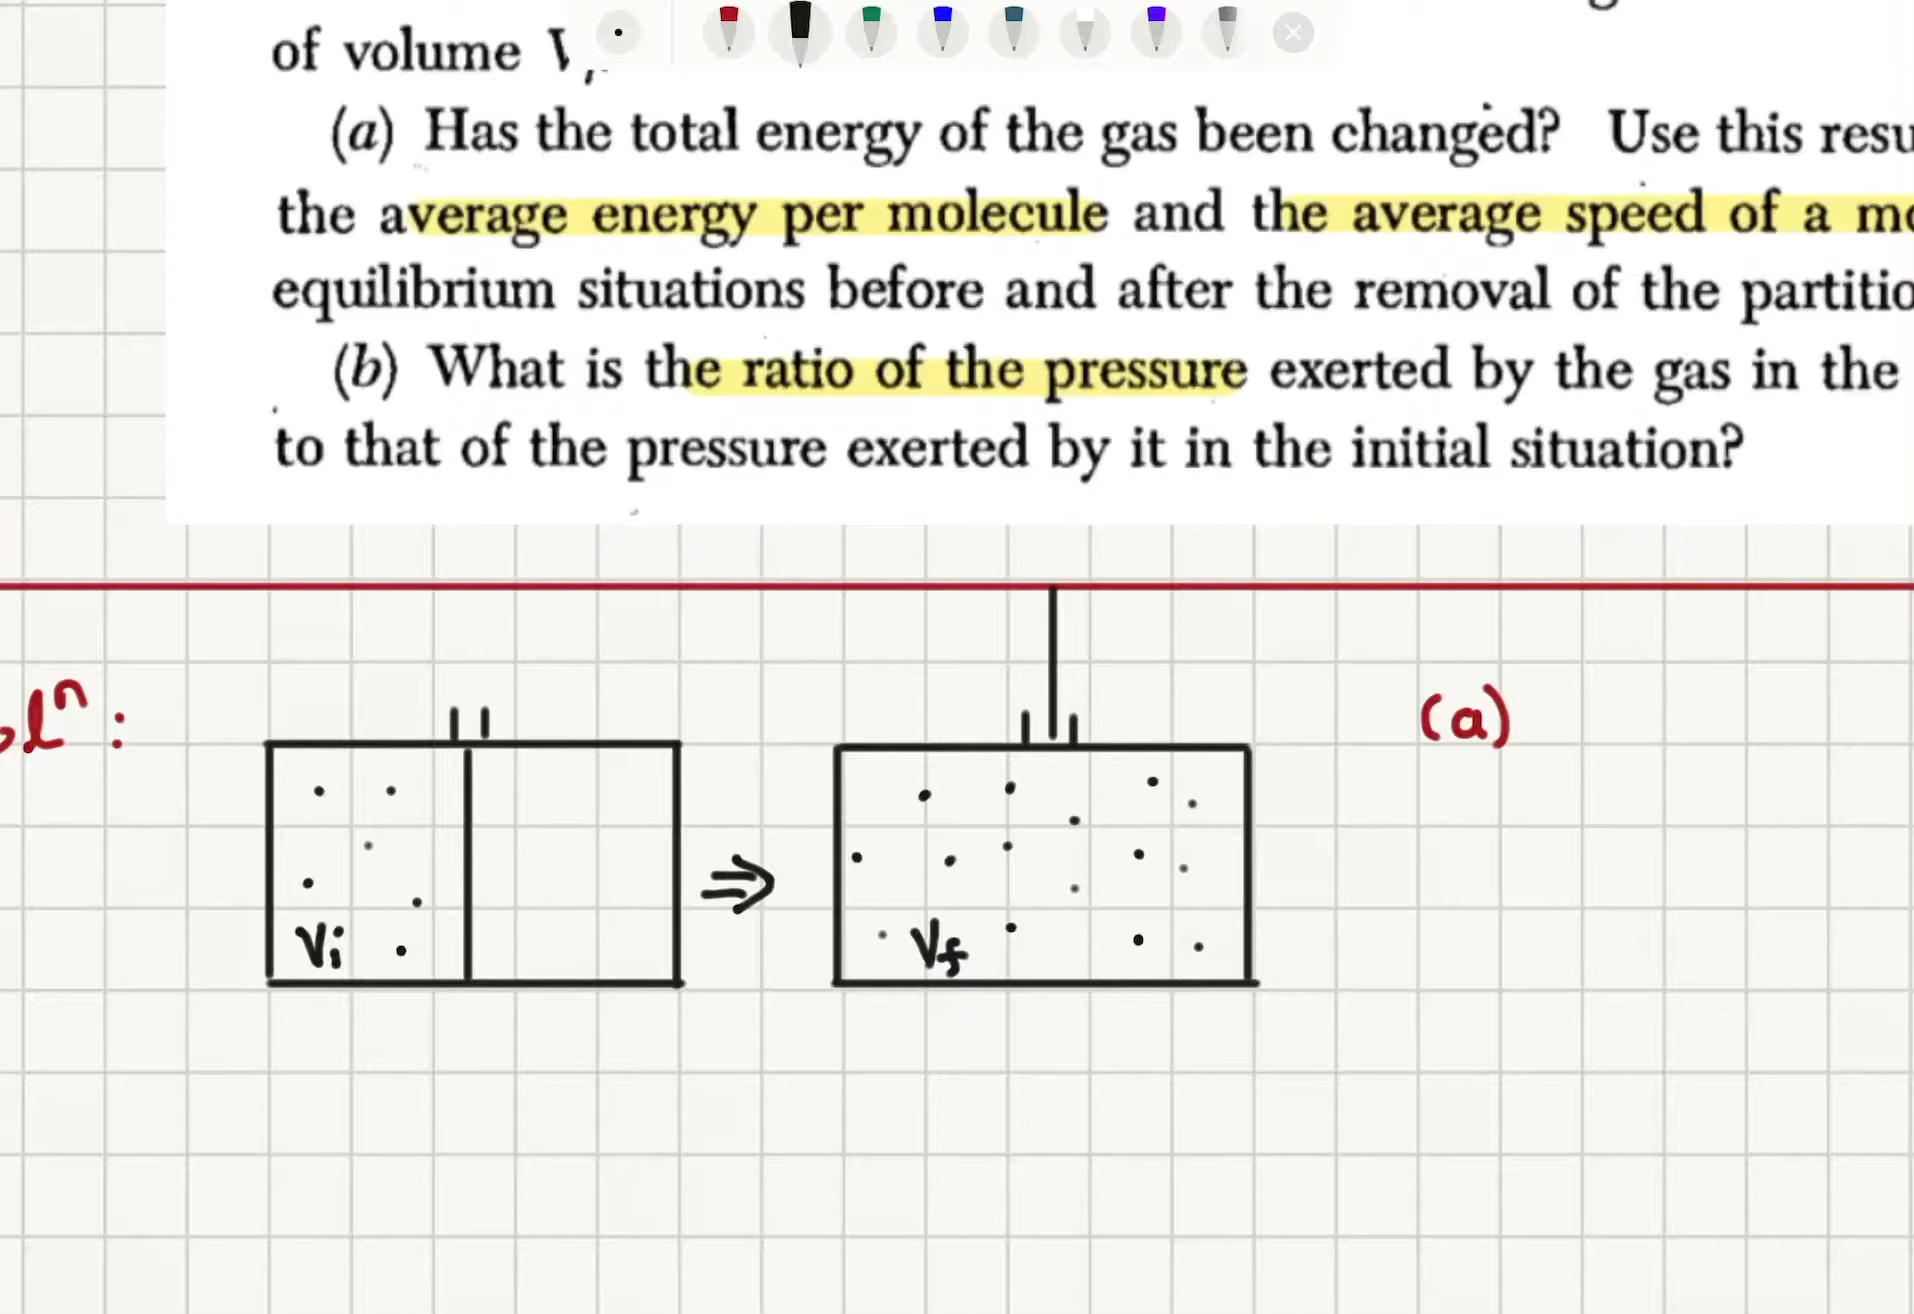 of volume
(a) Has the total energy of the gas been changed? Use this
the average energy per molecule and the average speed of a
equilibrium situations before and after the removal of the
(b) What is the ratio of the pressure exerted by the gas in the
to that of the pressure exerted by it in the initial situation?
lⁿ :
(a)
Vi
Vf